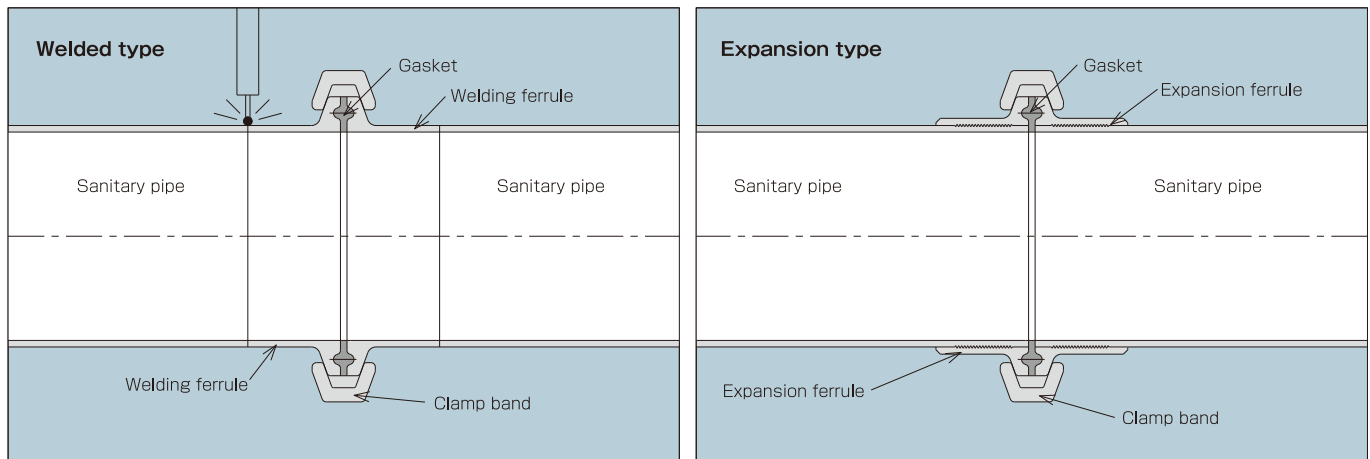 Welded type
Gasket
Welding ferrule
Sanitary pipe
Sanitary pipe
Welding ferrule
Clamp band
Expansion type
Gasket
Expansion ferrule
Sanitary pipe
Sanitary pipe
Expansion ferrule
Clamp band